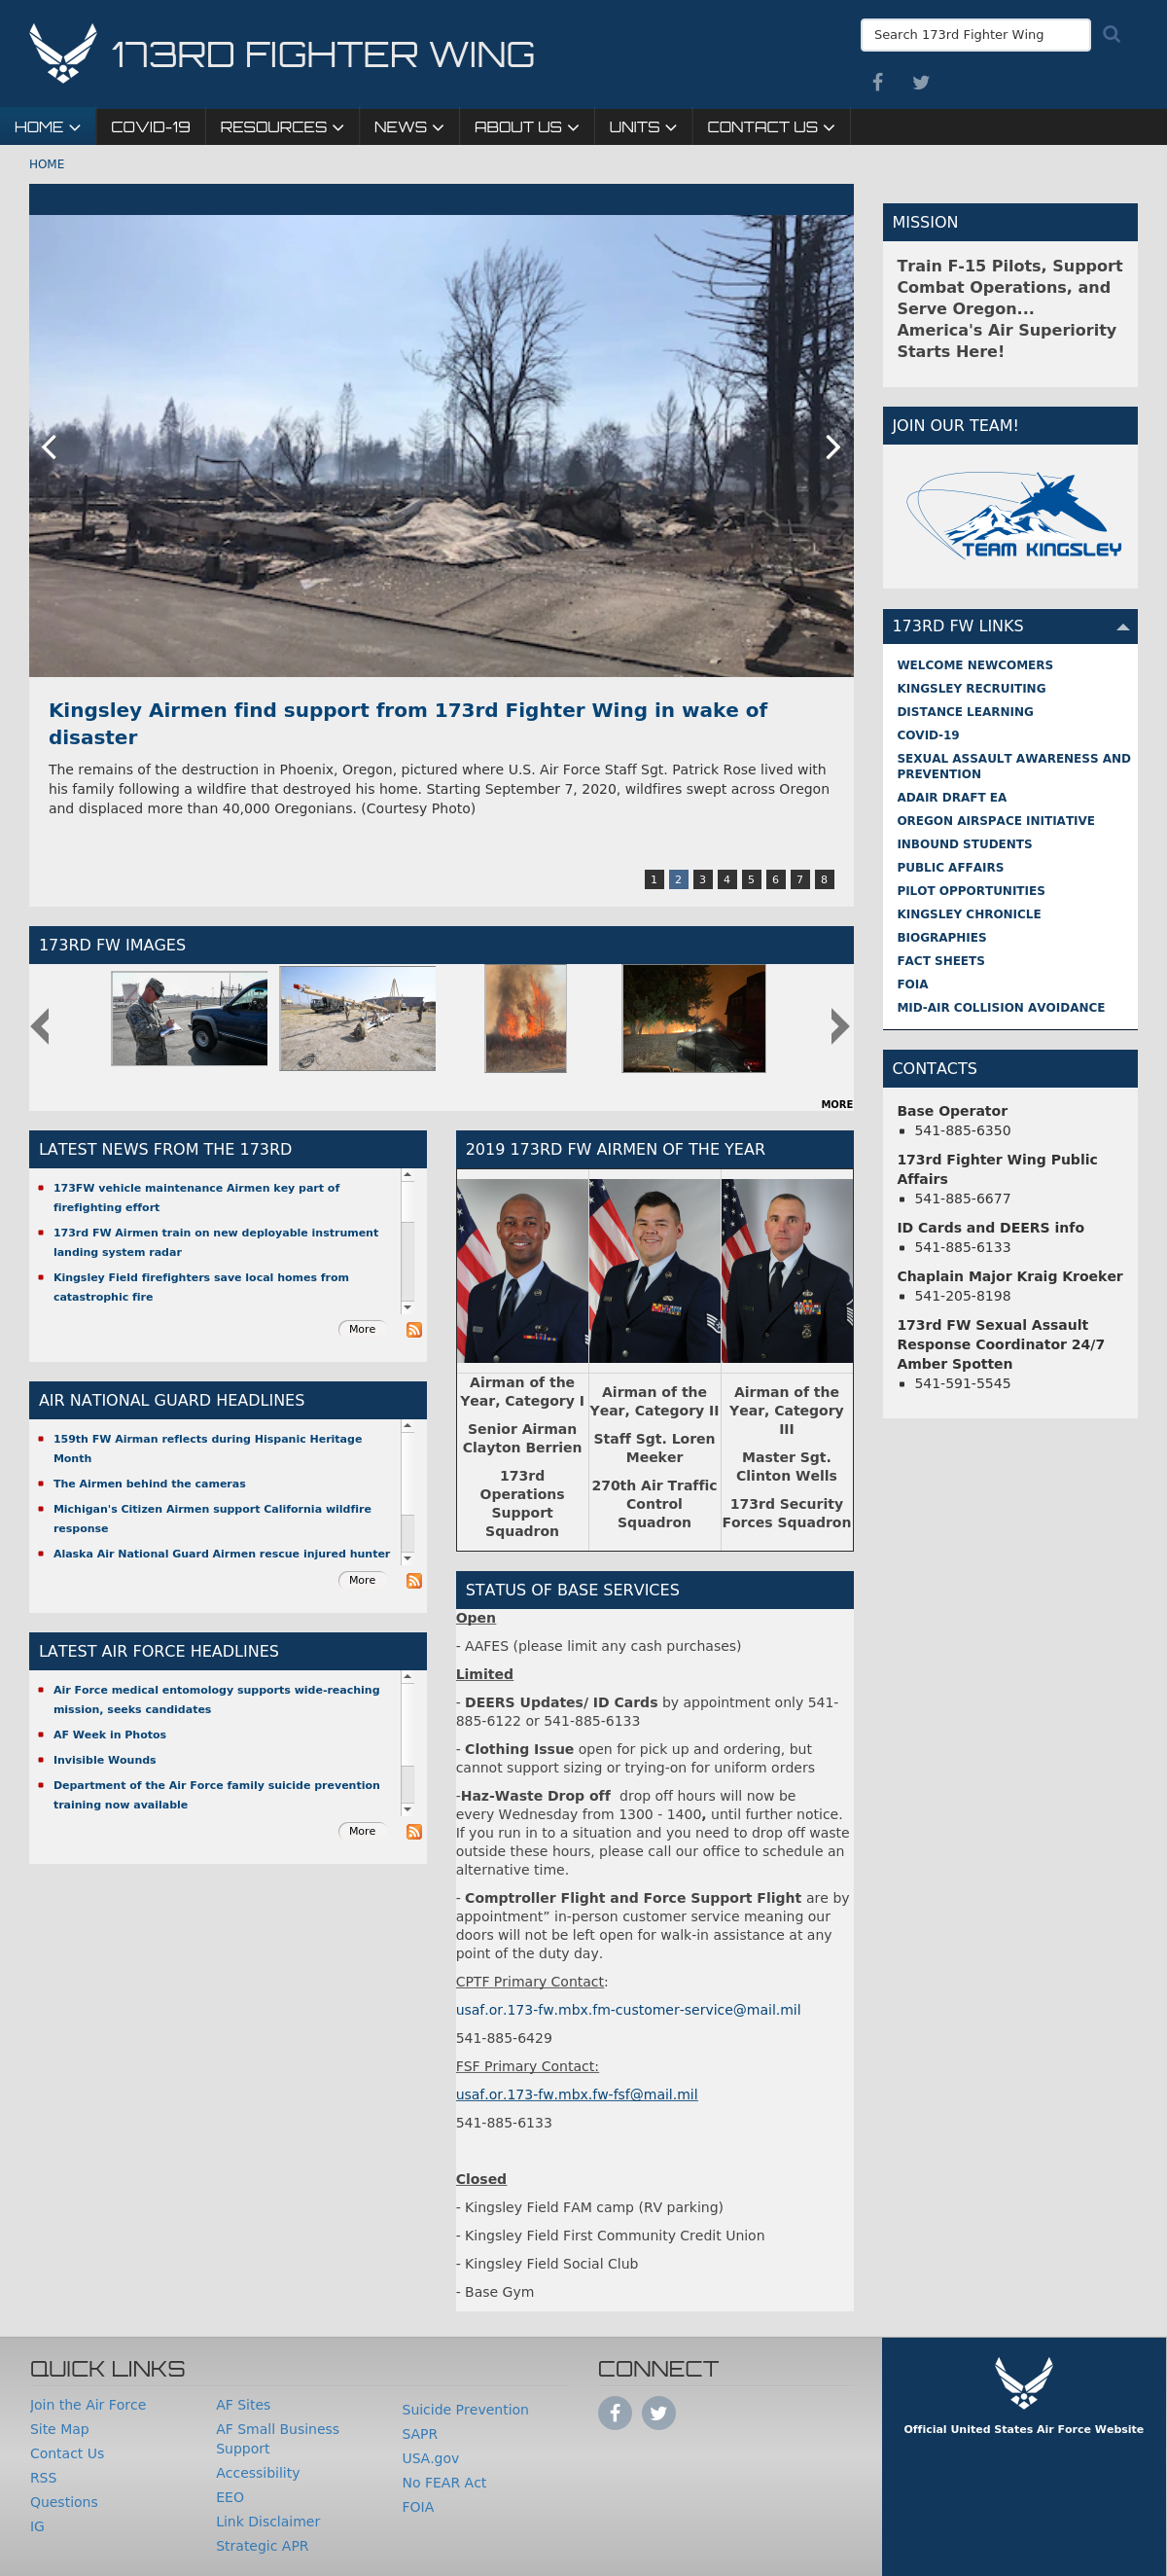 173RD FIGHTER WING
Search 173rd Fighter Wing
HOME
COVID-19
RESOURCES
NEWS
ABOUT US
UNITS
CONTACT US
HOME
Kingsley Airmen find support from 173rd Fighter Wing in wake of
disaster
The remains of the destruction in Phoenix, Oregon, pictured where U.S. Air Force Staff Sgt. Patrick Rose lived with
his family following a wildfire that destroyed his home. Starting September 7, 2020, wildfires swept across Oregon
and displaced more than 40,000 Oregonians. (Courtesy Photo)
1 2 3 4 5 6 7 8
173RD FW IMAGES
MORE
LATEST NEWS FROM THE 173RD
173FW vehicle maintenance Airmen key part of
firefighting effort
173rd FW Airmen train on new deployable instrument
landing system radar
Kingsley Field firefighters save local homes from
catastrophic fire
More
AIR NATIONAL GUARD HEADLINES
159th FW Airman reflects during Hispanic Heritage
Month
The Airmen behind the cameras
Michigan's Citizen Airmen support California wildfire
response
Alaska Air National Guard Airmen rescue injured hunter
More
LATEST AIR FORCE HEADLINES
Air Force medical entomology supports wide-reaching
mission, seeks candidates
AF Week in Photos
Invisible Wounds
Department of the Air Force family suicide prevention
training now available
More
2019 173RD FW AIRMEN OF THE YEAR
Airman of the
Year, Category I
Senior Airman
Clayton Berrien
173rd
Operations
Support
Squadron
Airman of the
Year, Category II
Staff Sgt. Loren
Meeker
270th Air Traffic
Control
Squadron
Airman of the
Year, Category
III
Master Sgt.
Clinton Wells
173rd Security
Forces Squadron
STATUS OF BASE SERVICES
Open
- AAFES (please limit any cash purchases)
Limited
- DEERS Updates/ ID Cards by appointment only 541-
885-6122 or 541-885-6133
- Clothing Issue open for pick up and ordering, but
cannot support sizing or trying-on for uniform orders
-Haz-Waste Drop off  drop off hours will now be
every Wednesday from 1300 - 1400, until further notice.
If you run in to a situation and you need to drop off waste
outside these hours, please call our office to schedule an
alternative time.
- Comptroller Flight and Force Support Flight are by
appointment” in-person customer service meaning our
doors will not be left open for walk-in assistance at any
point of the duty day.
CPTF Primary Contact:
usaf.or.173-fw.mbx.fm-customer-service@mail.mil
541-885-6429
FSF Primary Contact:
usaf.or.173-fw.mbx.fw-fsf@mail.mil
541-885-6133
Closed
- Kingsley Field FAM camp (RV parking)
- Kingsley Field First Community Credit Union
- Kingsley Field Social Club
- Base Gym
MISSION
Train F-15 Pilots, Support
Combat Operations, and
Serve Oregon...
America's Air Superiority
Starts Here!
JOIN OUR TEAM!
TEAM KINGSLEY
173RD FW LINKS
WELCOME NEWCOMERS
KINGSLEY RECRUITING
DISTANCE LEARNING
COVID-19
SEXUAL ASSAULT AWARENESS AND
PREVENTION
ADAIR DRAFT EA
OREGON AIRSPACE INITIATIVE
INBOUND STUDENTS
PUBLIC AFFAIRS
PILOT OPPORTUNITIES
KINGSLEY CHRONICLE
BIOGRAPHIES
FACT SHEETS
FOIA
MID-AIR COLLISION AVOIDANCE
CONTACTS
Base Operator
541-885-6350
173rd Fighter Wing Public
Affairs
541-885-6677
ID Cards and DEERS info
541-885-6133
Chaplain Major Kraig Kroeker
541-205-8198
173rd FW Sexual Assault
Response Coordinator 24/7
Amber Spotten
541-591-5545
QUICK LINKS
Join the Air Force
Site Map
Contact Us
RSS
Questions
IG
AF Sites
AF Small Business
Support
Accessibility
EEO
Link Disclaimer
Strategic APR
Suicide Prevention
SAPR
USA.gov
No FEAR Act
FOIA
CONNECT
Official United States Air Force Website